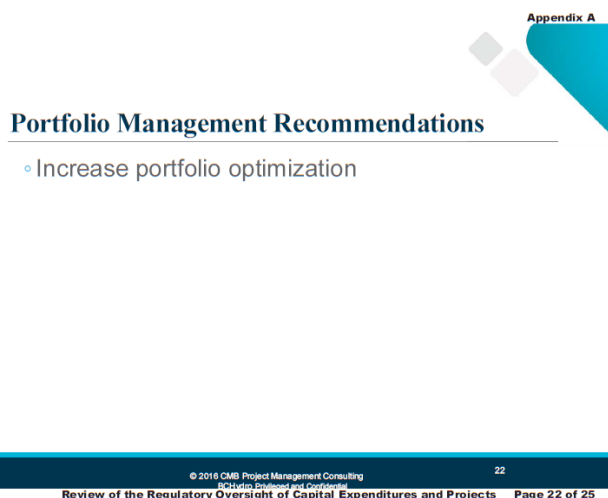 Appendix A
Portfolio Management Recommendations
◦ Increase portfolio optimization
© 2016 CMB Project Management Consulting
22
BCHydro Privileged and Confidential
Review of the Regulatory Oversight of Capital Expenditures and Projects Page 22 of 25